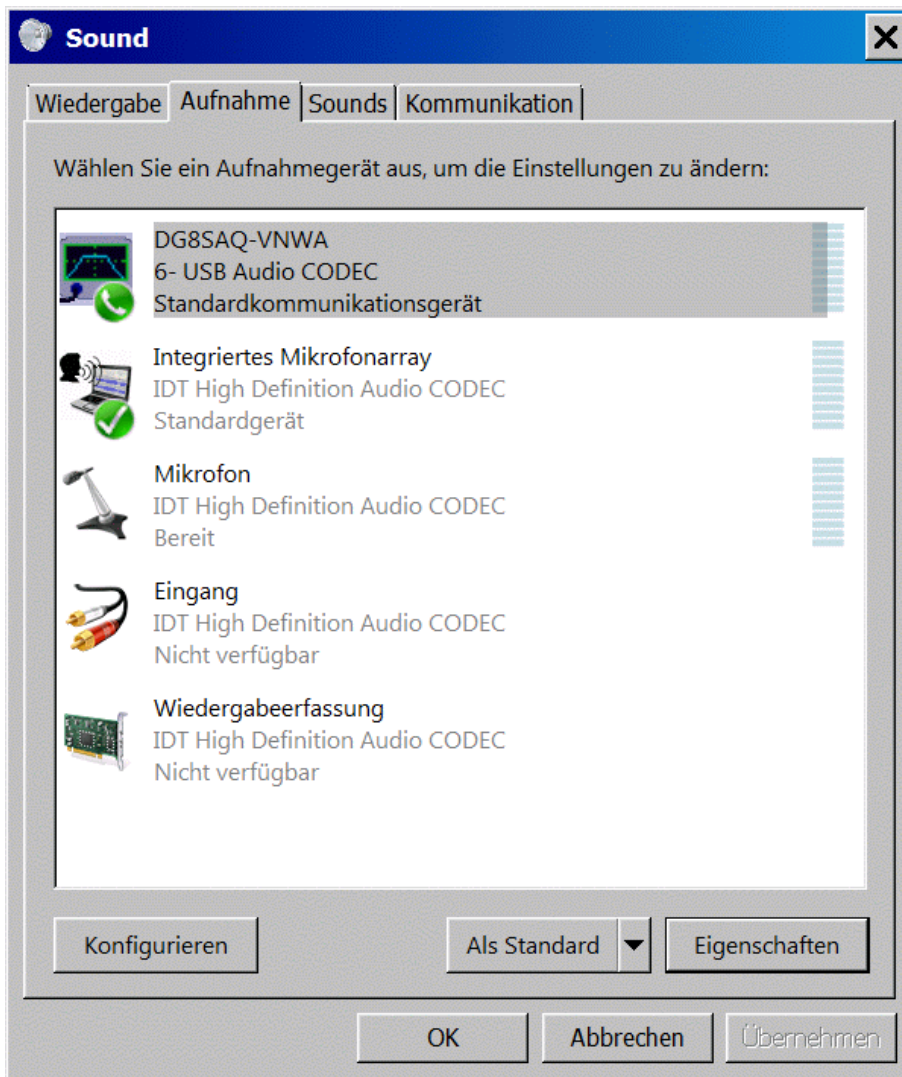 Sound
Wiedergabe Aufnahme Sounds Kommunikation
Wählen Sie ein Aufnahmegerät aus, um die Einstellungen zu ändern:
DG8SAQ-VNWA
6- USB Audio CODEC
Standardkommunikationsgerät
Integriertes Mikrofonarray
IDT High Definition Audio CODEC
Standardgerät
Mikrofon
IDT High Definition Audio CODEC
Bereit
Eingang
IDT High Definition Audio CODEC
Nicht verfügbar
Wiedergabeerfassung
IDT High Definition Audio CODEC
Nicht verfügbar
Konfigurieren Als Standard Eigenschaften
OK Abbrechen Übernehmen